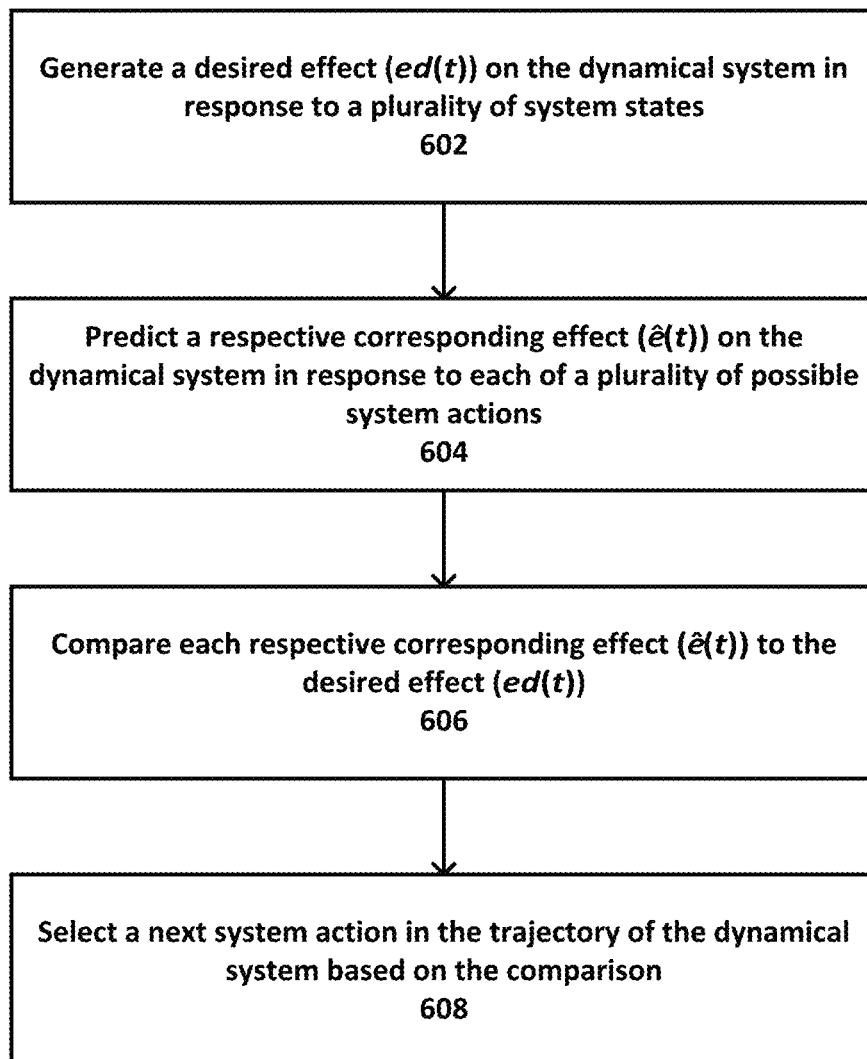 Generate a desired effect (ed(t)) on the dynamical system in
response to a plurality of system states
602
Predict a respective corresponding effect (ê(t)) on the
dynamical system in response to each of a plurality of possible
system actions
604
Compare each respective corresponding effect (ê(t)) to the
desired effect (ed(t))
606
Select a next system action in the trajectory of the dynamical
system based on the comparison
608